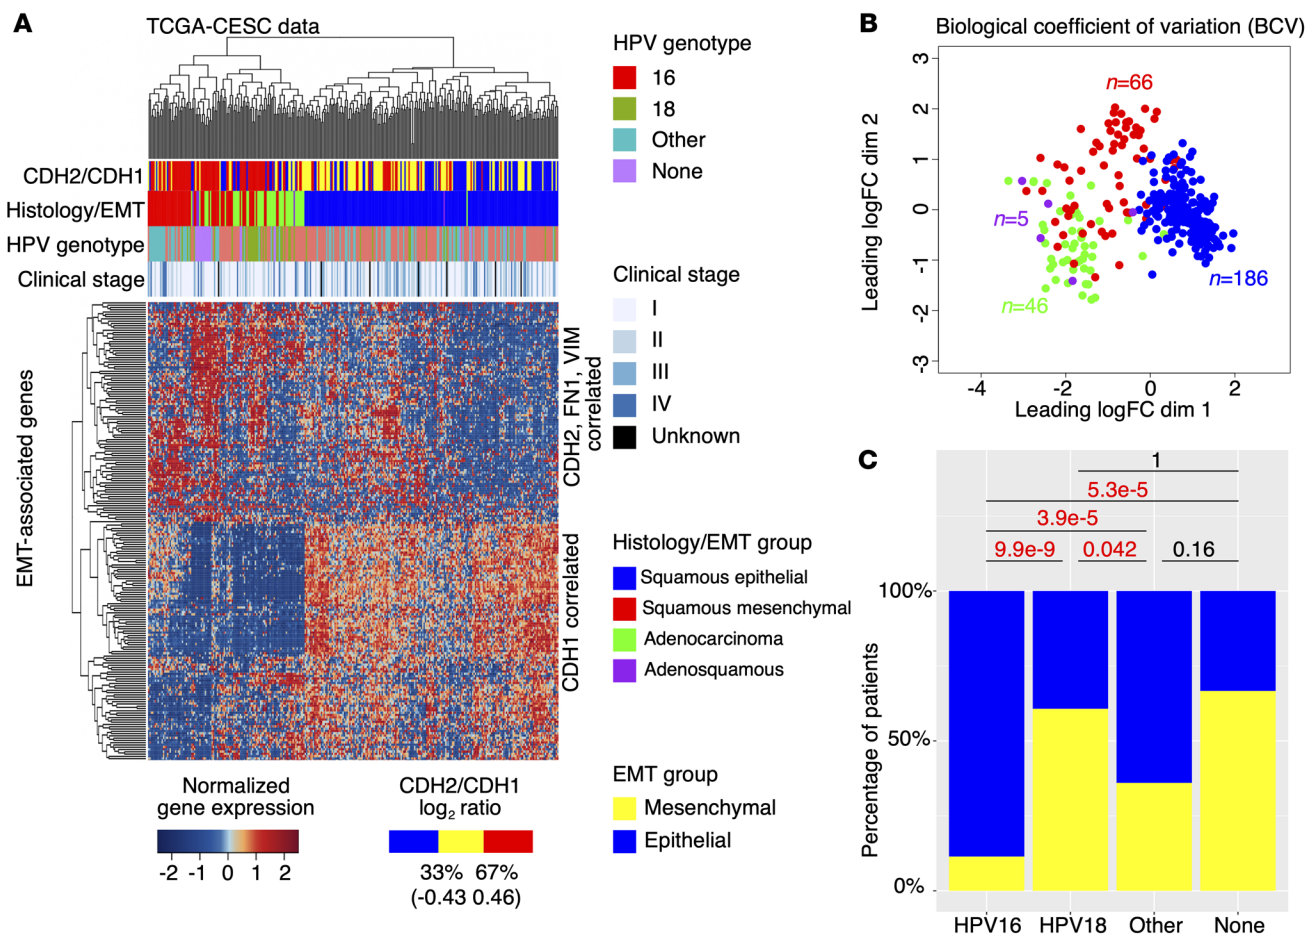 A
TCGA-CESC data
CDH2/CDH1
Histology/EMT
HPV genotype
Clinical stage
EMT-associated genes
CDH2, FN1, VIM
correlated
CDH1 correlated
Normalized
gene expression
-2 -1 0 1 2
CDH2/CDH1
log2 ratio
33% 67%
(-0.43 0.46)
HPV genotype
16
18
Other
None
Clinical stage
I
II
III
IV
Unknown
Histology/EMT group
Squamous epithelial
Squamous mesenchymal
Adenocarcinoma
Adenosquamous
EMT group
Mesenchymal
Epithelial
B
Biological coefficient of variation (BCV)
Leading logFC dim 2
3
2
1
0
-1
-2
-3
n=66
n=5
n=186
n=46
-4 -2 0 2
Leading logFC dim 1
C
1
5.3e-5
3.9e-5
9.9e-9 0.042 0.16
Percentage of patients
100%
50%
0%
HPV16 HPV18 Other None